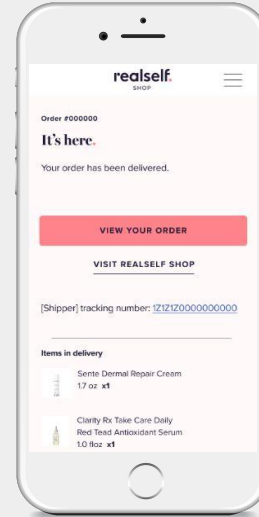 realself.
SHOP
Order #000000
It's here.
Your order has been delivered.
VIEW YOUR ORDER
VISIT REALSELF SHOP
[Shipper] tracking number: 1Z1Z1Z0000000000
Items in delivery
Sente Dermal Repair Cream
1.7 oz x1
Clarity Rx Take Care Daily
Red Tead Antioxidant Serum
1.0 floz x1